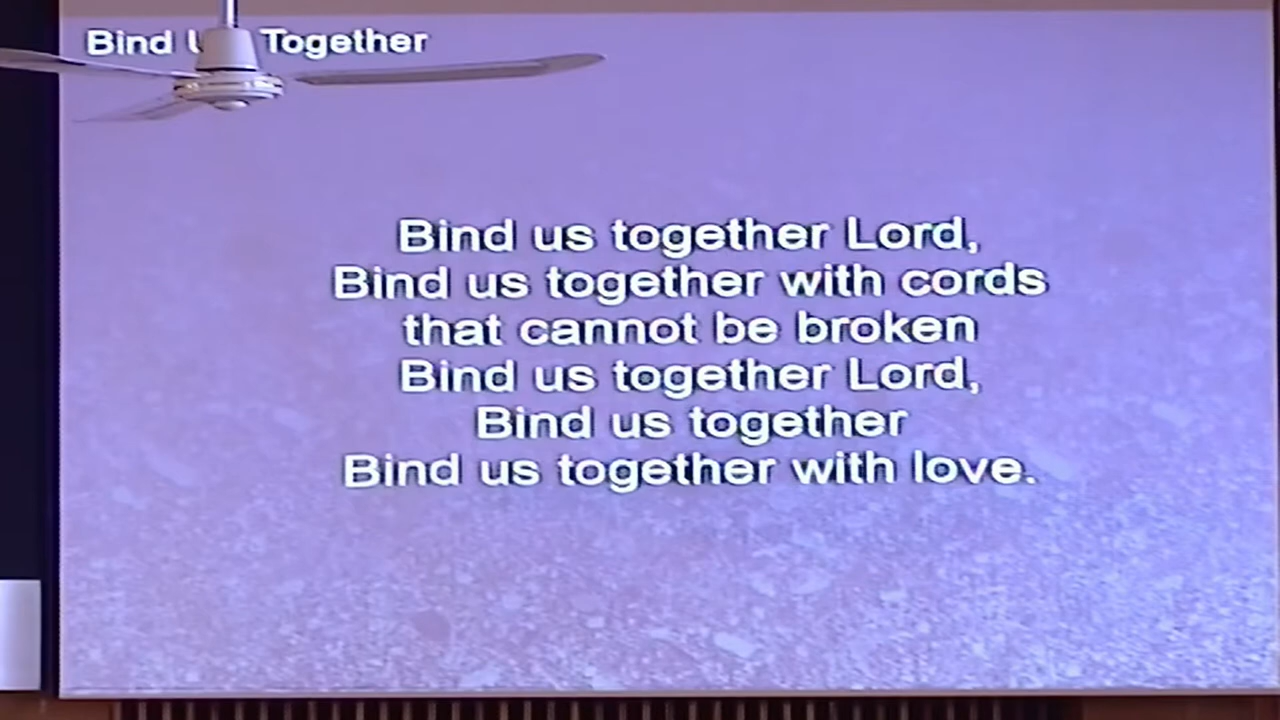 Bind Together
Bind us together Lord,
Bind us together with cords
that cannot be broken
Bind us together Lord,
Bind us together
Bind us together with love.